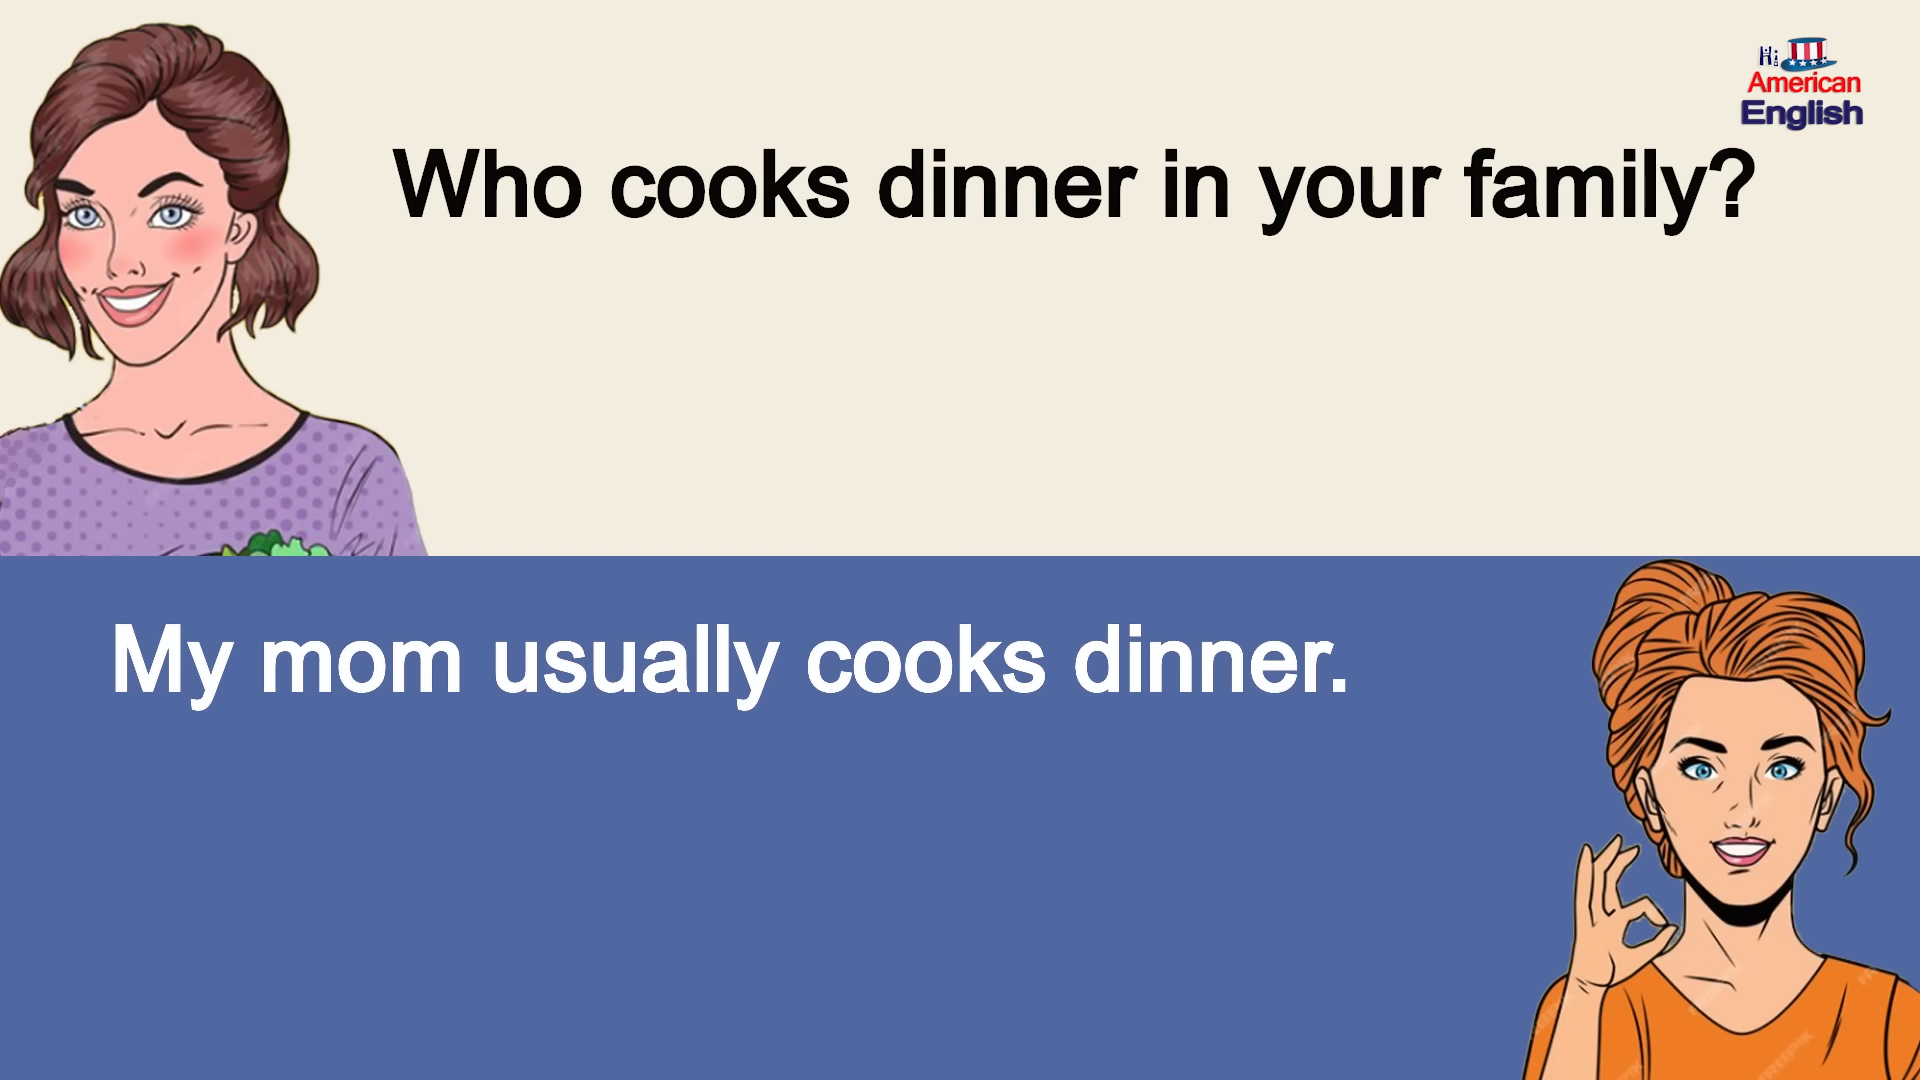 Hi
American
English
Who cooks dinner in your family?
My mom usually cooks dinner.